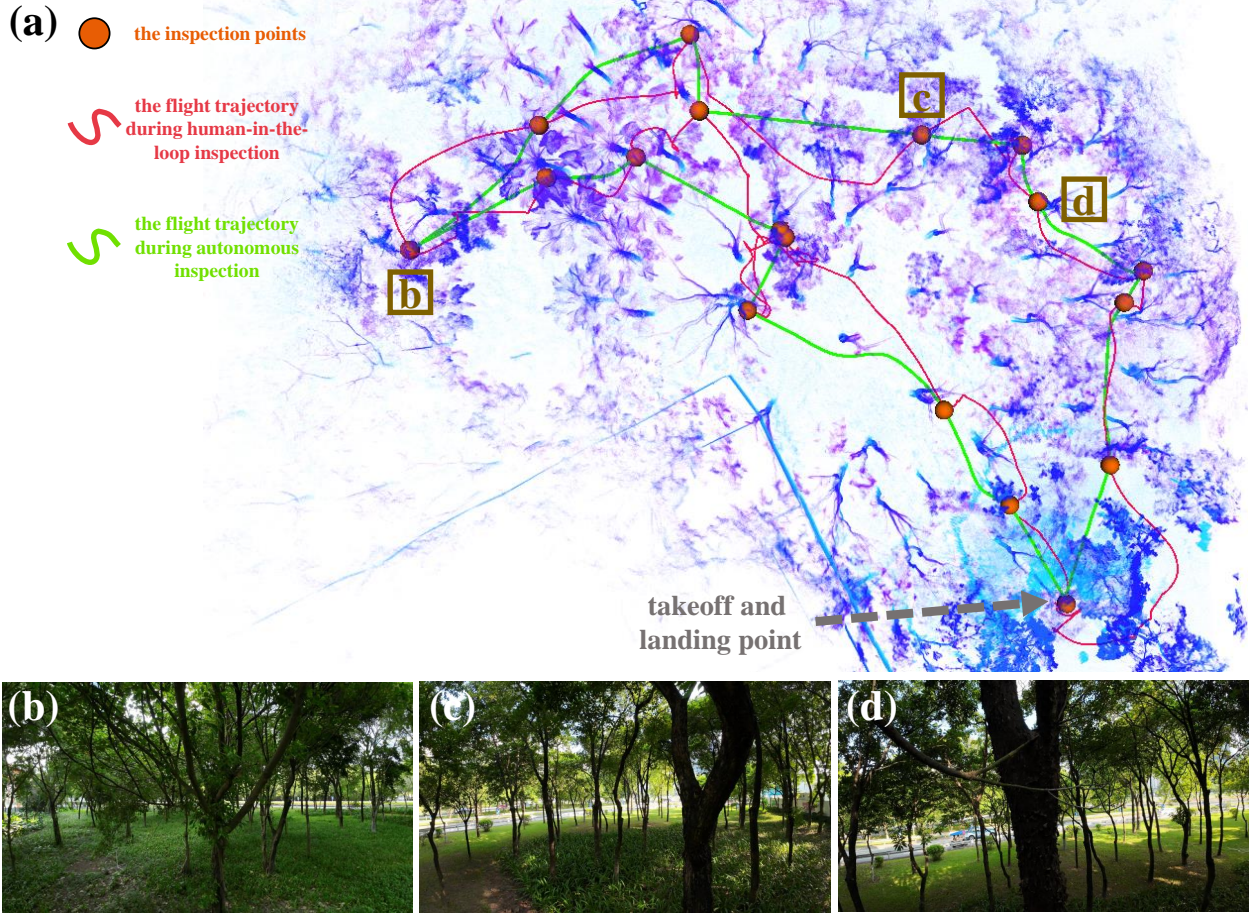 (a)
the inspection points
the flight trajectory
during human-in-the-
loop inspection
the flight trajectory
during autonomous
inspection
b
c
d
takeoff and
landing point
(b)
(c)
(d)